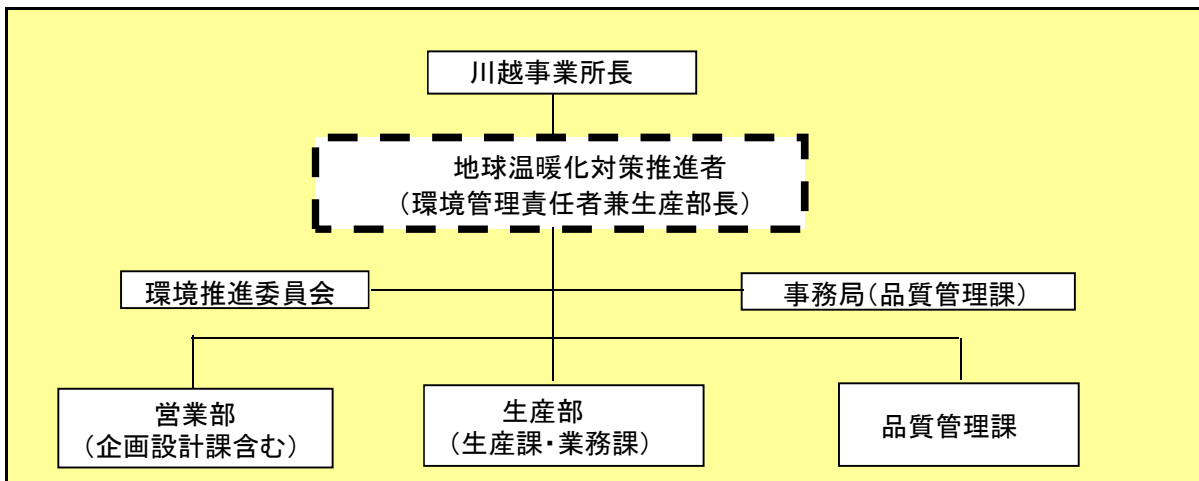 川越事業所長
地球温暖化対策推進者
（環境管理責任者兼生産部長）
環境推進委員会
事務局（品質管理課）
営業部
（企画設計課含む）
生産部
（生産課・業務課）
品質管理課